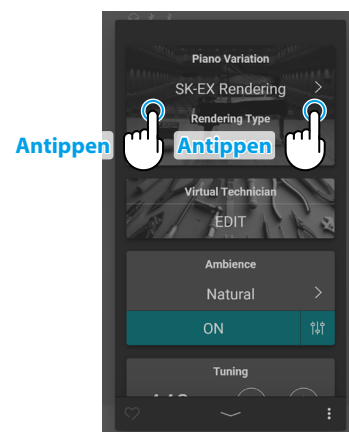 Piano Variation
SK-EX Rendering
Rendering Type
Antippen
Antippen
Virtual Technician
EDIT
Ambience
Natural
ON
Tuning